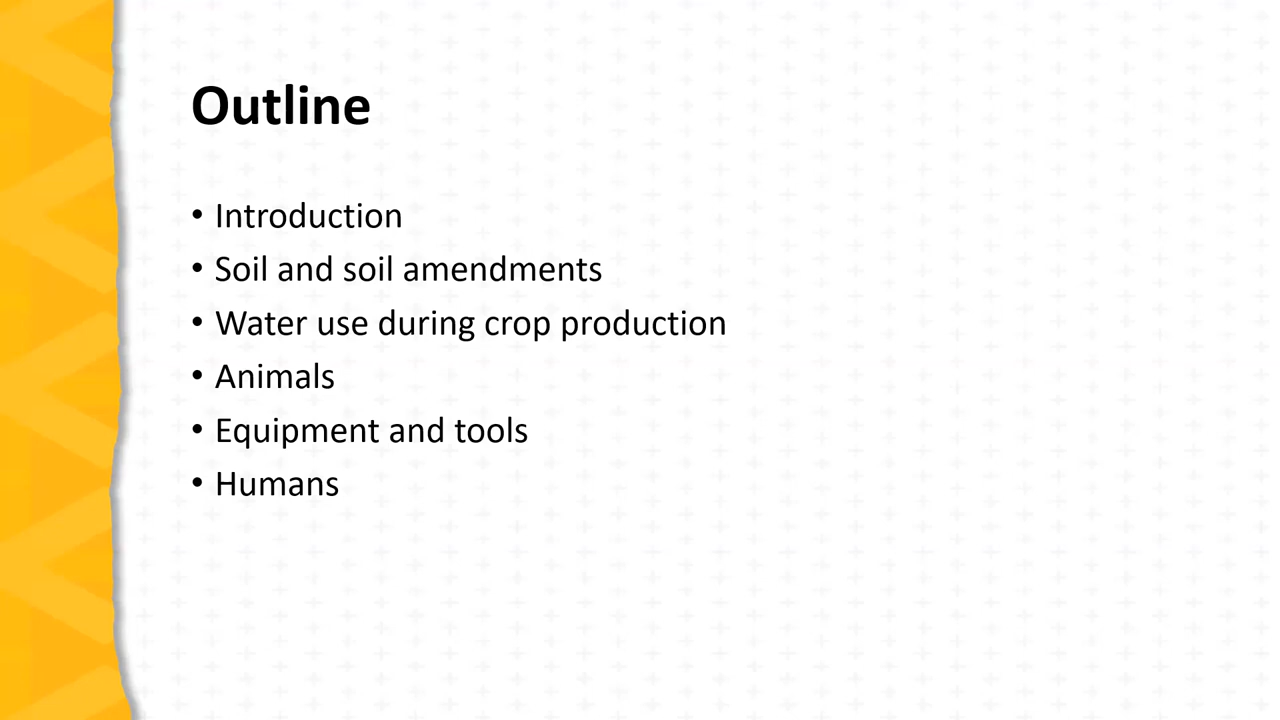 Outline
• Introduction
• Soil and soil amendments
• Water use during crop production
• Animals
• Equipment and tools
• Humans